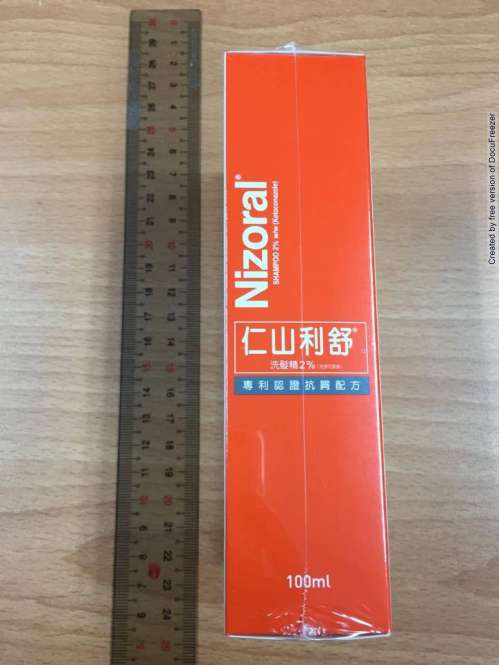 Nizoral®
SHAMPOO 2% w/w (Ketoconazole)
仁山利舒®
洗髮精2%
專利認證抗屑配方
100ml
Created by free version of DocuFreezer